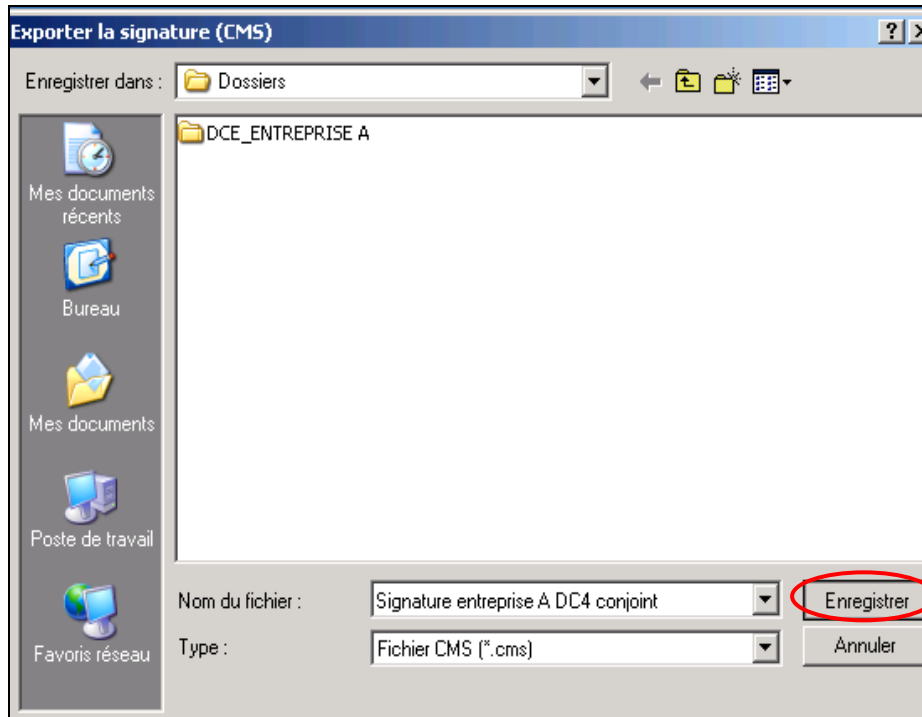 Exporter la signature (CMS)
Enregistrer dans :
Dossiers
DCE_ENTREPRISE A
Mes documents
récents
Bureau
Mes documents
Poste de travail
Favoris réseau
Nom du fichier :
Signature entreprise A DC4 conjoint
Enregistrer
Type :
Fichier CMS (*.cms)
Annuler